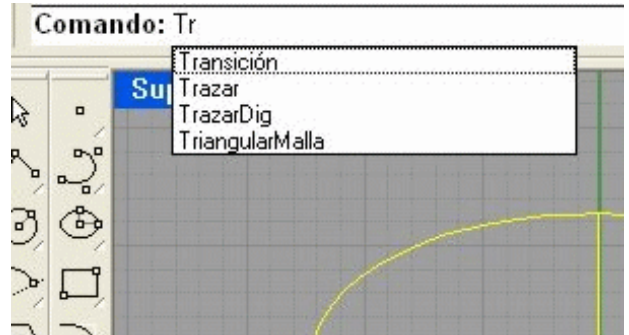 Comando: Tr
Transición
Trazar
TrazarDig
TriangularMalla